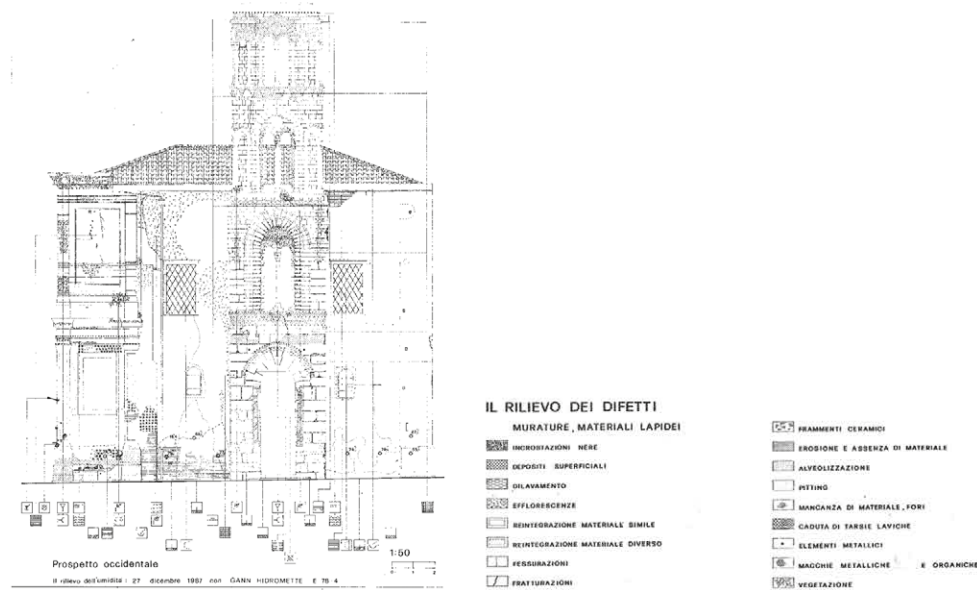 Prospetto occidentale
1:50
Il rilievo dell'umidita : 27 dicembre 1987 con GANN HIDROMETTE E 76 4
IL RILIEVO DEI DIFETTI
MURATURE, MATERIALI LAPIDEI
INCROSTAZIONI NERE
DEPOSITI SUPERFICIALI
DILAVAMENTO
EFFLORESCENZE
REINTEGRAZIONE MATERIALE SIMILE
REINTEGRAZIONE MATERIALE DIVERSO
FESSURAZIONI
FRATTURAZIONI
FRAMMENTI CERAMICI
EROSIONE E ASSENZA DI MATERIALE
ALVEOLIZZAZIONE
PITTING
MANCANZA DI MATERIALE, FORI
CADUTA DI TARSIE LAVICHE
ELEMENTI METALLICI
MACCHIE METALLICHE E ORGANICHE
VEGETAZIONE